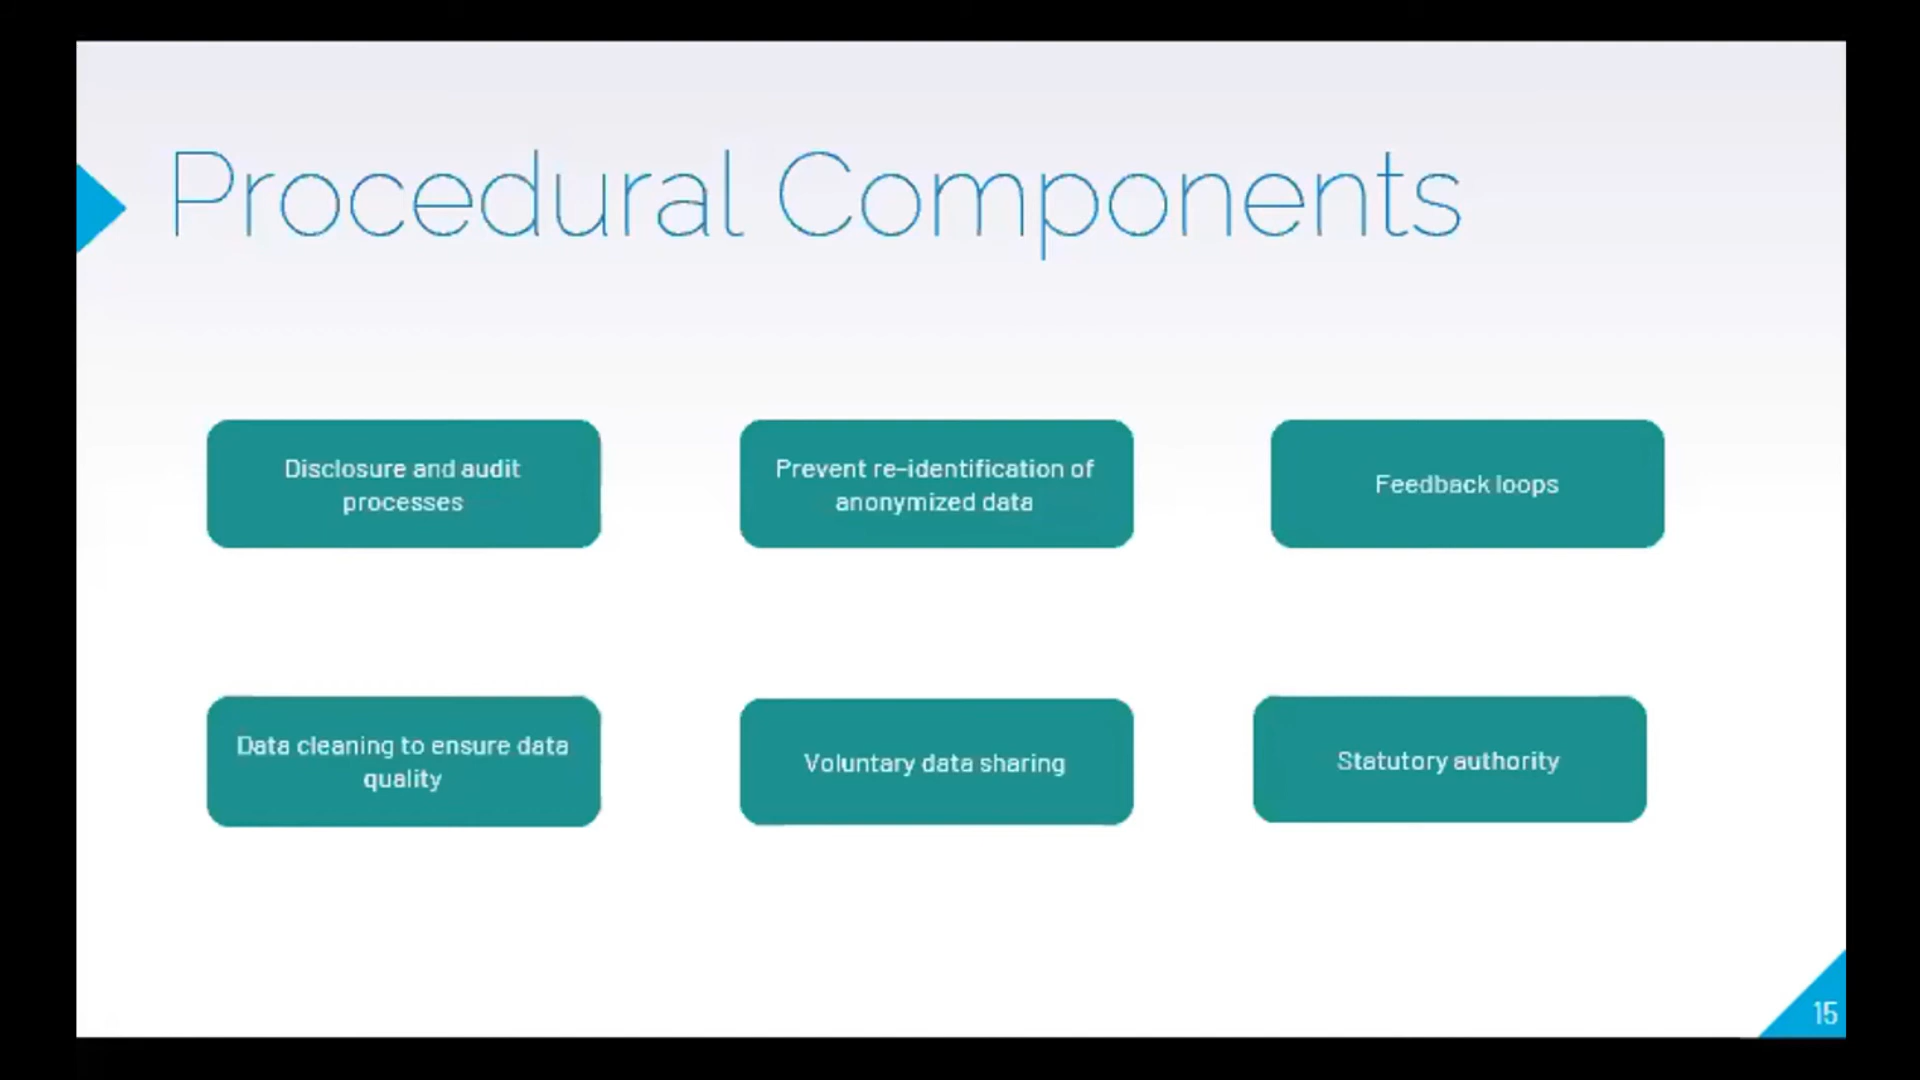 Procedural Components
Disclosure and audit
processes
Prevent re-identification of
anonymized data
Feedback loops
Data cleaning to ensure data
quality
Voluntary data sharing
Statutory authority
15